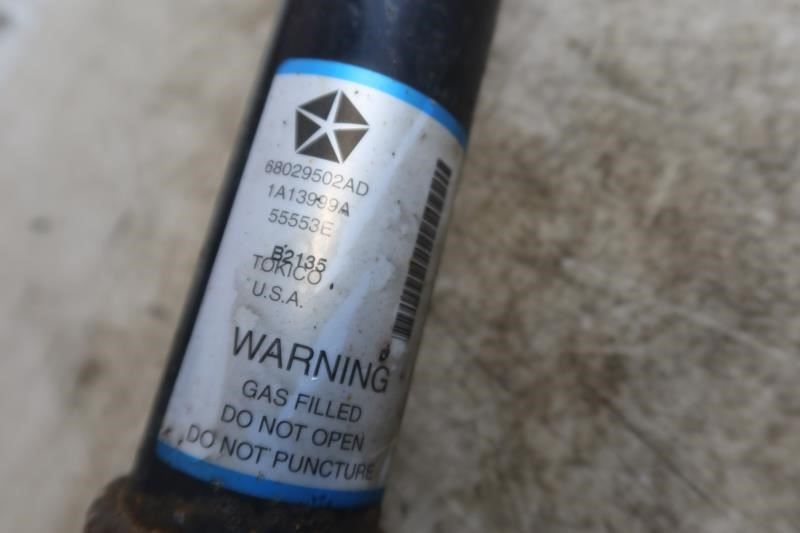 68029502AD
1A13999A
55553E
B2135
TOKICO
U.S.A.
WARNING
GAS FILLED
DO NOT OPEN
DO NOT PUNCTURE